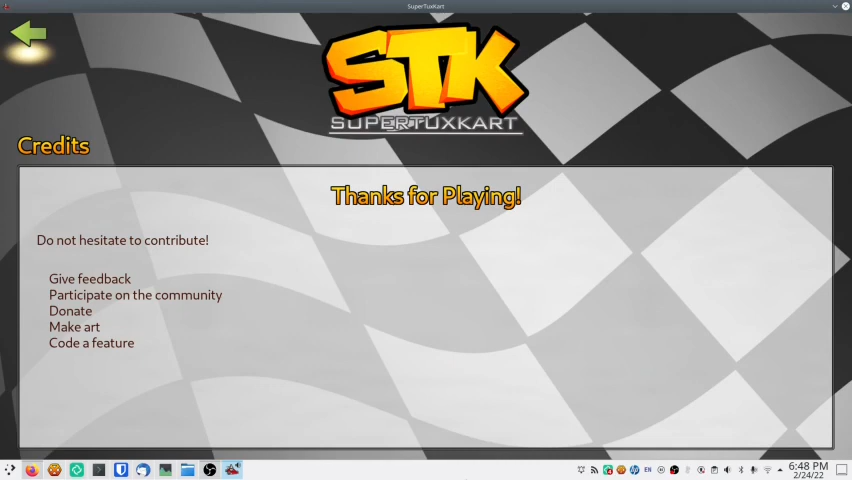 SuperTuxKart
STK
SUPERTUXKART
Credits
Thanks for Playing!
Do not hesitate to contribute!
Give feedback
Participate on the community
Donate
Make art
Code a feature
EN
6:48 PM
2/24/22